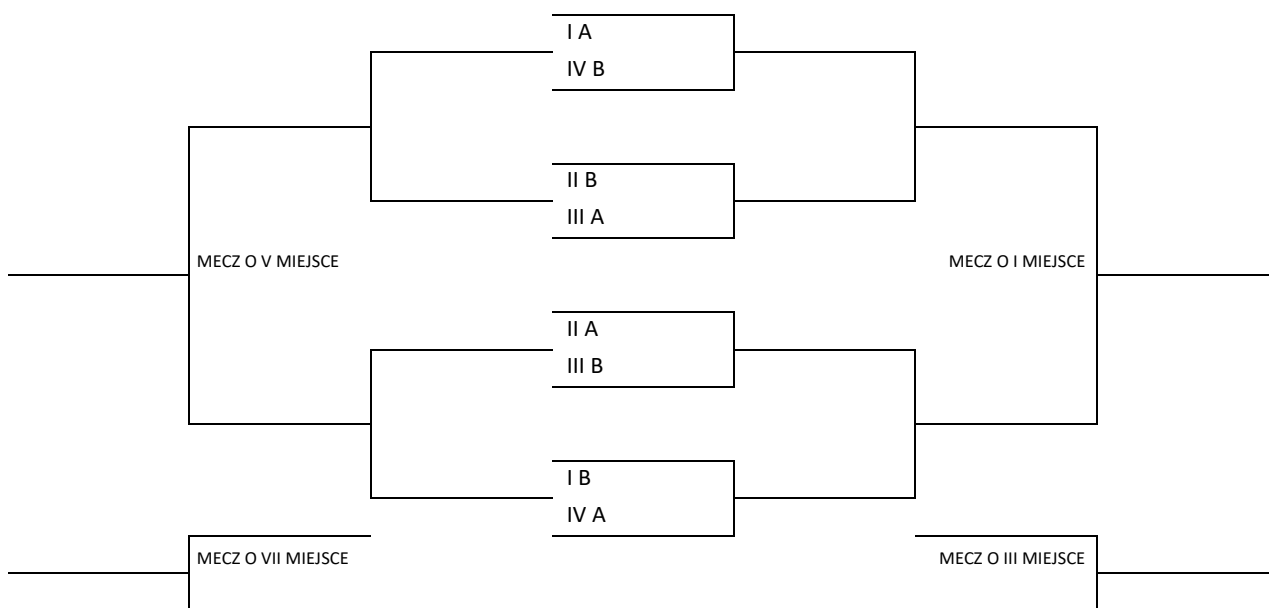 I A
IV B
II B
III A
MECZ O V MIEJSCE
MECZ O I MIEJSCE
II A
III B
I B
IV A
MECZ O VII MIEJSCE
MECZ O III MIEJSCE